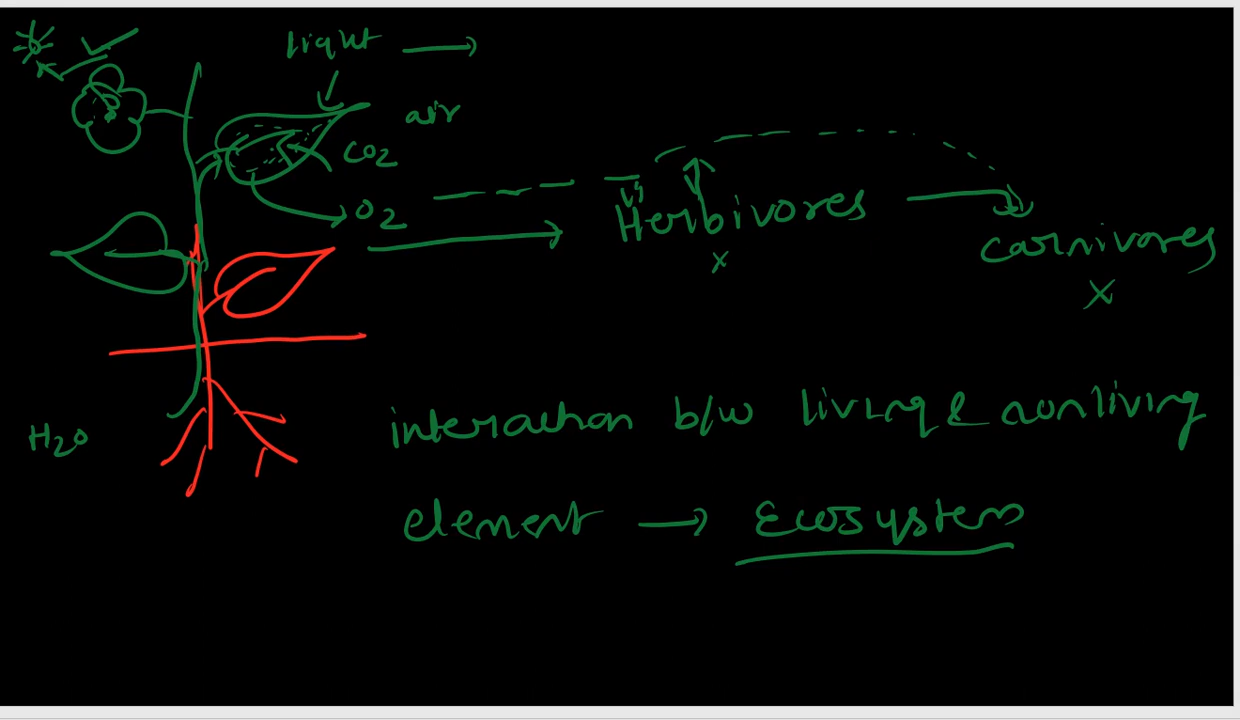 light
air
CO2
O2
Herbivores
x
carnivores
x
H2O
interaction b/w living & nonliving
element → Ecosystem